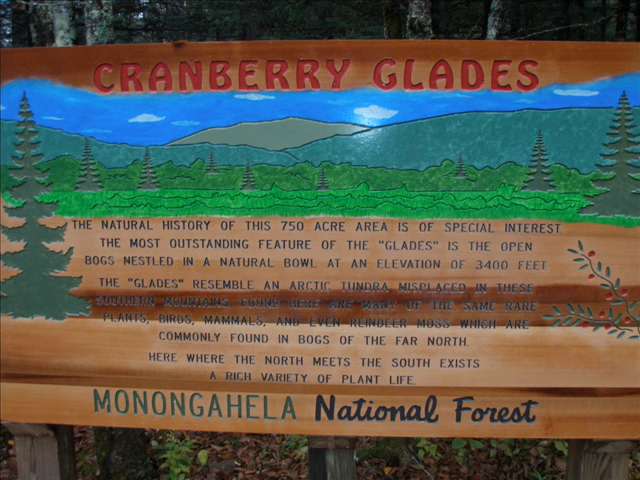 CRANBERRY GLADES
THE NATURAL HISTORY OF THIS 750 ACRE AREA IS OF SPECIAL INTEREST.
THE MOST OUTSTANDING FEATURE OF THE "GLADES" IS THE OPEN
BOGS NESTLED IN A NATURAL BOWL AT AN ELEVATION OF 3400 FEET
THE "GLADES" RESEMBLE AN ARCTIC TUNDRA MISPLACED IN THESE
SOUTHERN MOUNTAINS. FOUND HERE ARE MANY OF THE SAME RARE
PLANTS, BIRDS, MAMMALS, AND EVEN REINDEER MOSS WHICH ARE
COMMONLY FOUND IN BOGS OF THE FAR NORTH.
HERE WHERE THE NORTH MEETS THE SOUTH EXISTS
A RICH VARIETY OF PLANT LIFE.
MONONGAHELA National Forest